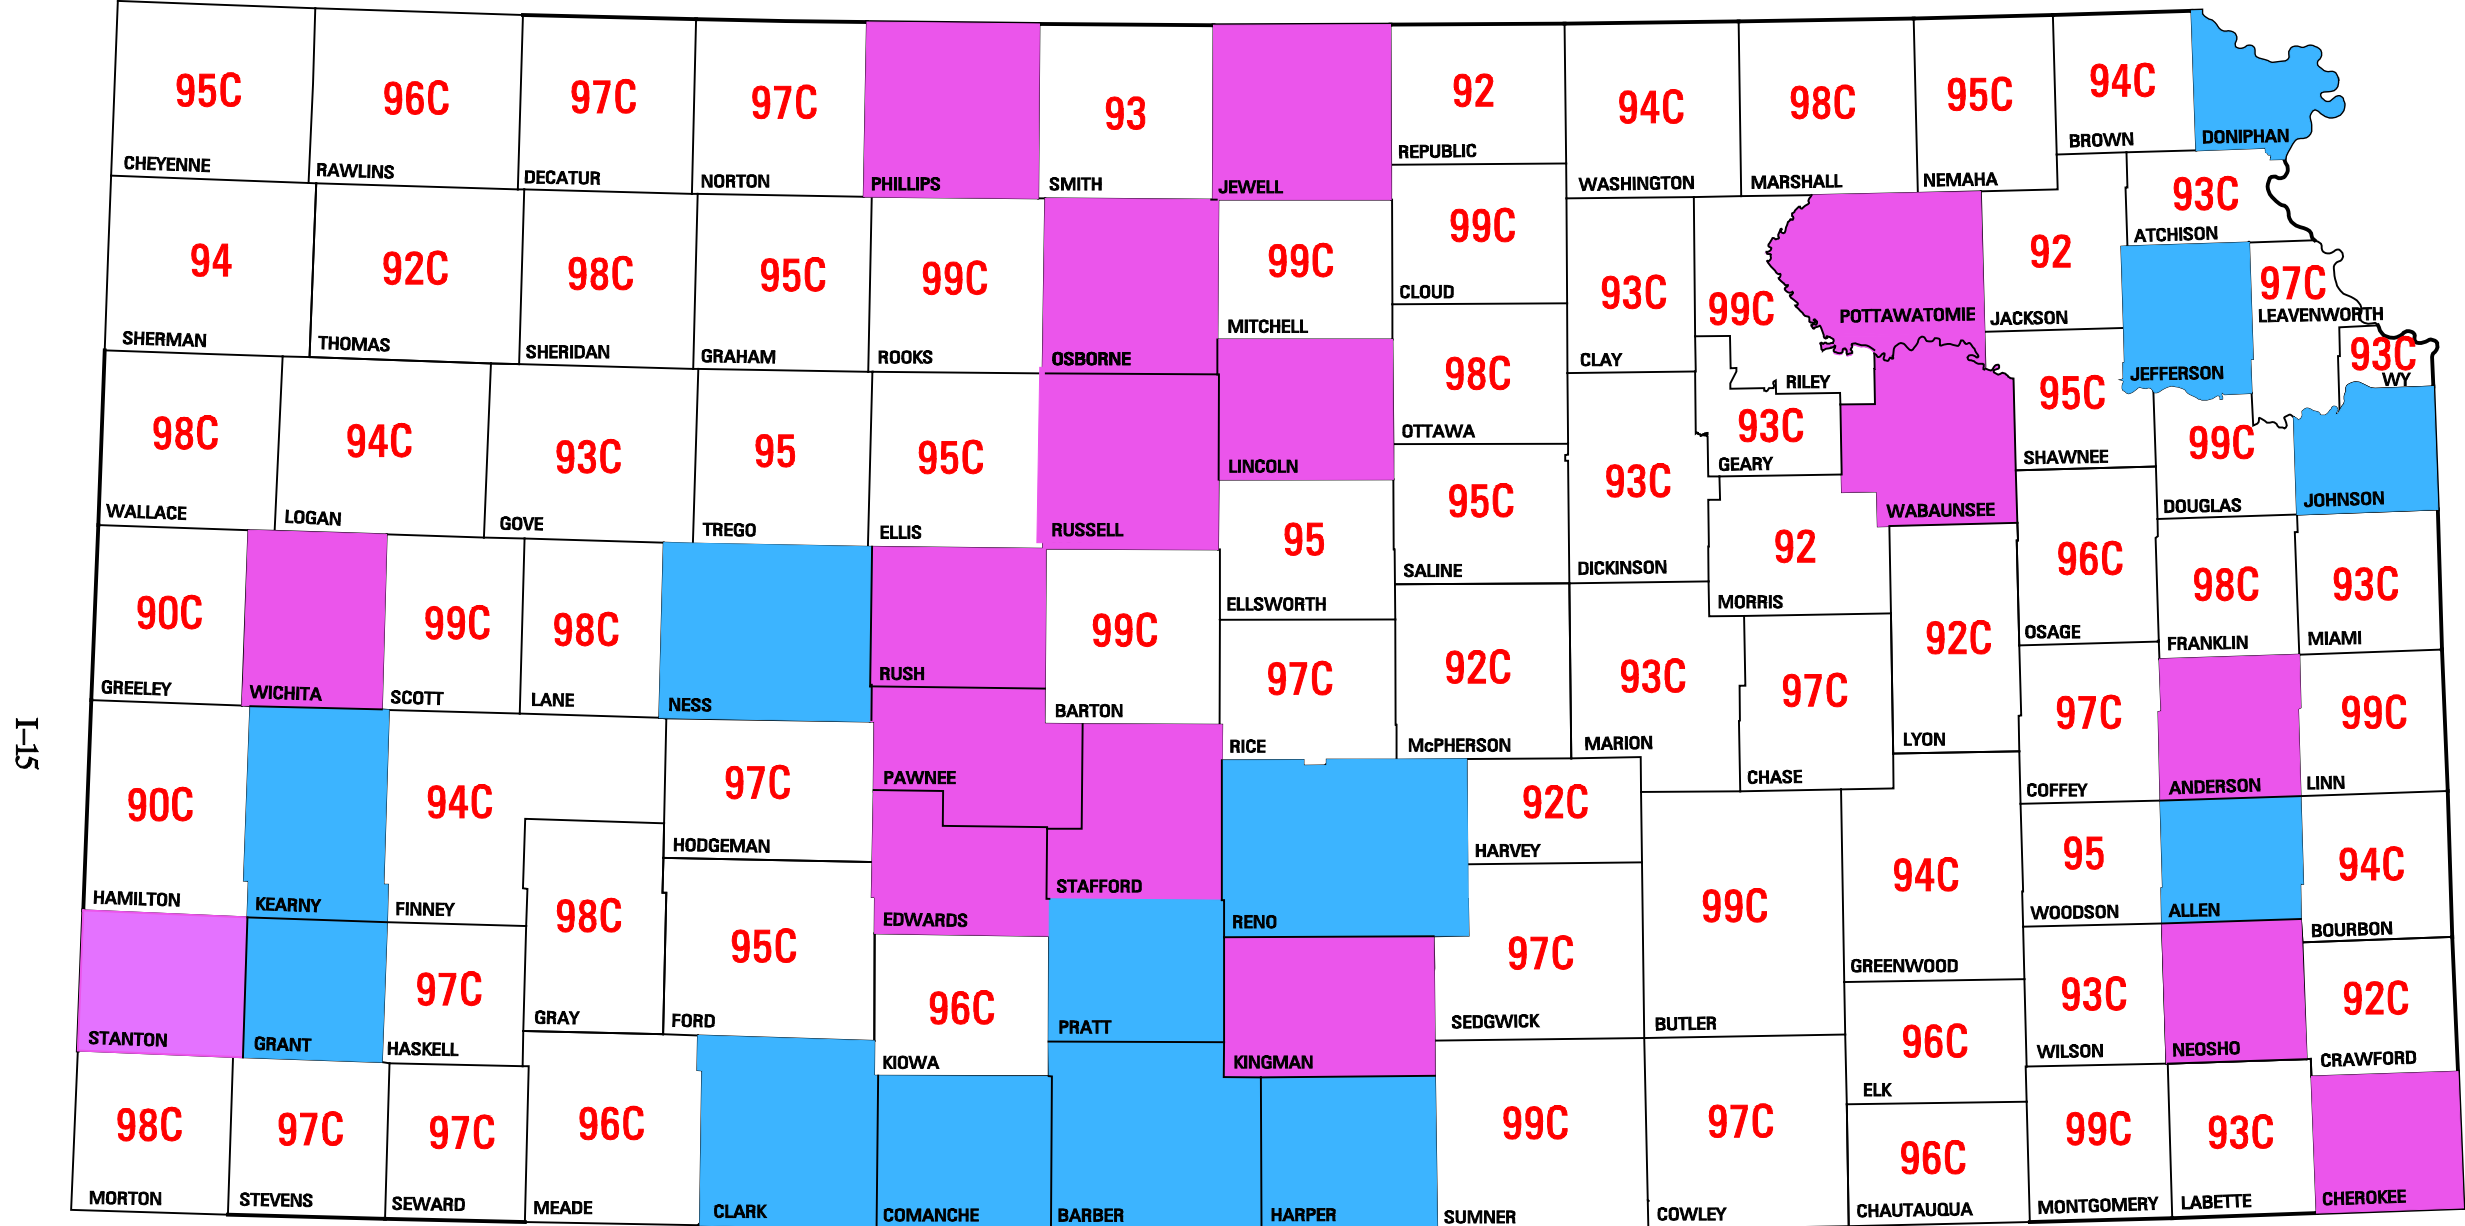 95C
CHEYENNE
96C
RAWLINS
97C
DECATUR
97C
NORTON
PHILLIPS
93
SMITH
JEWELL
92
REPUBLIC
94C
WASHINGTON
98C
MARSHALL
95C
NEMAHA
94C
BROWN
DONIPHAN
94
SHERMAN
92C
THOMAS
98C
SHERIDAN
95C
GRAHAM
99C
ROOKS
OSBORNE
99C
MITCHELL
99C
CLOUD
93C
CLAY
99C
RILEY
POTTAWATOMIE
92
JACKSON
93C
ATCHISON
JEFFERSON
97C
LEAVENWORTH
93C
WY
98C
WALLACE
94C
LOGAN
93C
GOVE
95
TREGO
95C
ELLIS
RUSSELL
LINCOLN
98C
OTTAWA
95C
SALINE
93C
DICKINSON
93C
GEARY
WABAUNSEE
95C
SHAWNEE
99C
DOUGLAS
JOHNSON
90C
GREELEY
WICHITA
99C
SCOTT
98C
LANE
NESS
RUSH
99C
BARTON
95
ELLSWORTH
97C
RICE
92C
McPHERSON
93C
MARION
92
MORRIS
97C
CHASE
92C
LYON
96C
OSAGE
98C
FRANKLIN
93C
MIAMI
97C
COFFEY
ANDERSON
99C
LINN
I-15
90C
HAMILTON
KEARNY
94C
FINNEY
97C
HODGEMAN
PAWNEE
EDWARDS
STAFFORD
RENO
92C
HARVEY
99C
BUTLER
94C
GREENWOOD
95
WOODSON
ALLEN
94C
BOURBON
STANTON
GRANT
97C
HASKELL
98C
GRAY
95C
FORD
96C
KIOWA
PRATT
KINGMAN
97C
SEDGWICK
96C
ELK
93C
WILSON
NEOSHO
92C
CRAWFORD
98C
MORTON
97C
STEVENS
97C
SEWARD
96C
MEADE
CLARK
COMANCHE
BARBER
HARPER
99C
SUMNER
97C
COWLEY
96C
CHAUTAUQUA
99C
MONTGOMERY
93C
LABETTE
CHEROKEE